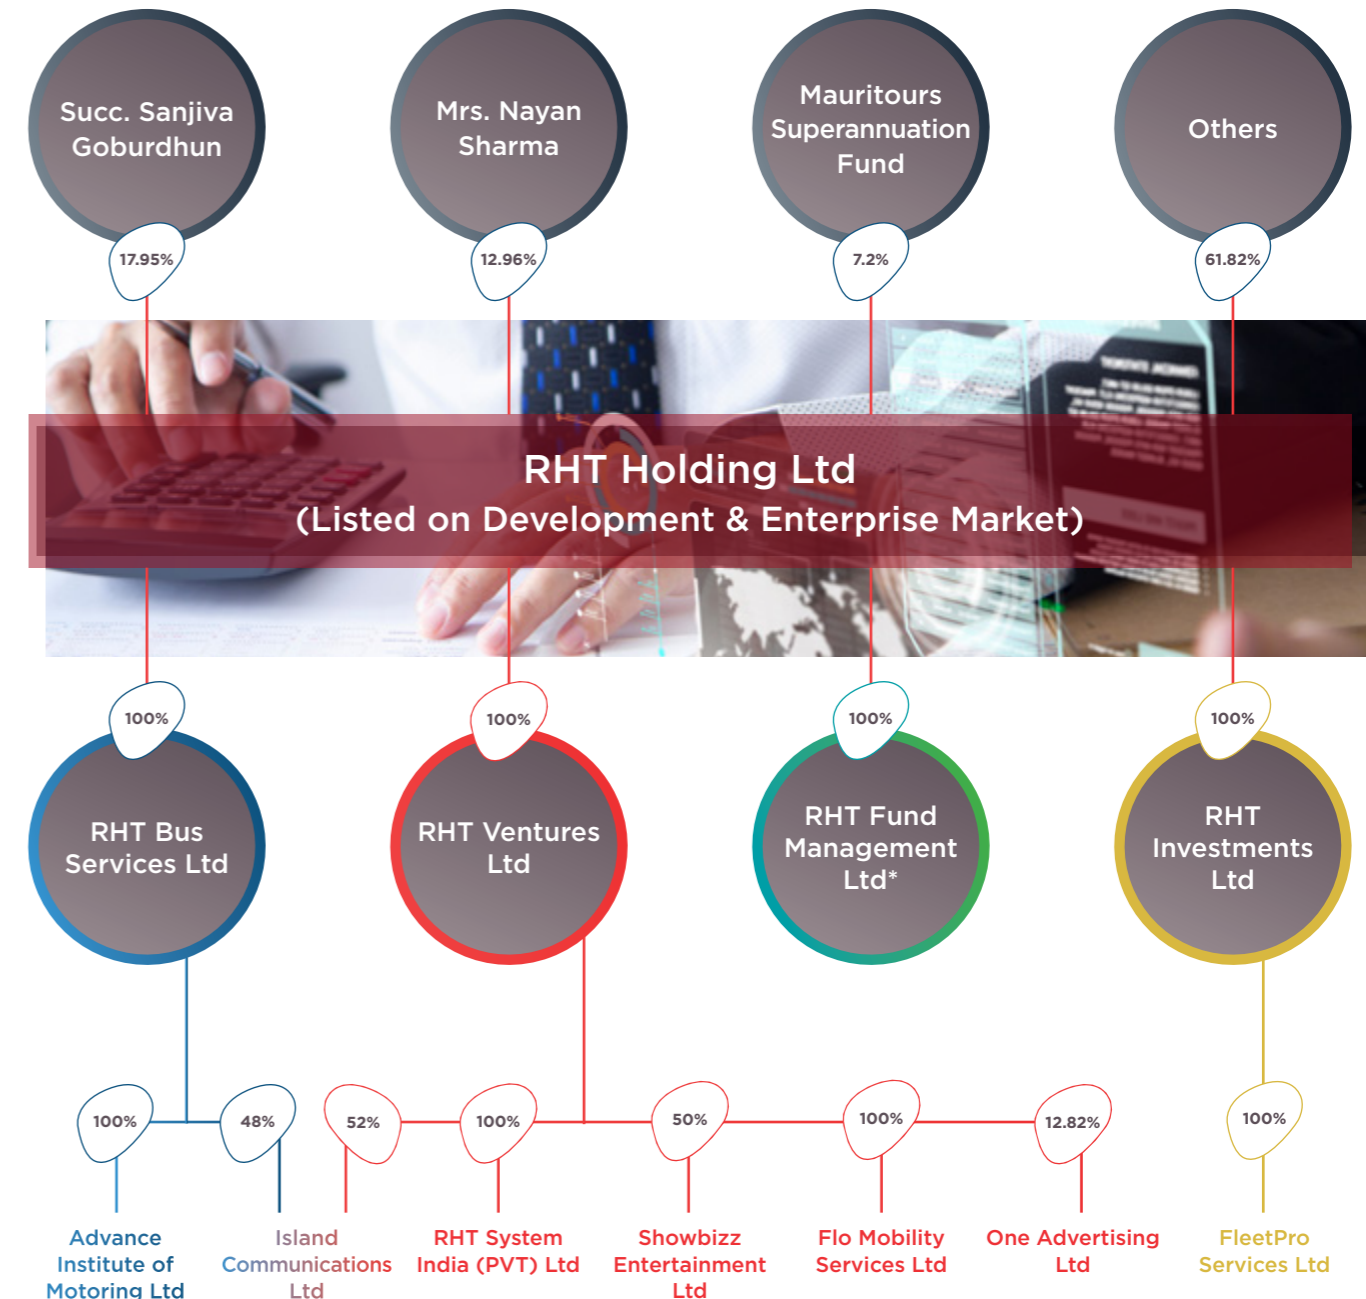 Succ. Sanjiva
Goburdhun
Mrs. Nayan
Sharma
Mauritours
Superannuation
Fund
Others
17.95%
12.96%
7.2%
61.82%
RHT Holding Ltd
(Listed on Development & Enterprise Market)
100%
100%
100%
100%
RHT Bus
Services Ltd
RHT Ventures
Ltd
RHT Fund
Management
Ltd*
RHT
Investments
Ltd
100%
48%
52%
100%
50%
100%
12.82%
100%
Advance
Institute of
Motoring Ltd
Island
Communications
Ltd
RHT System
India (PVT) Ltd
Showbizz
Entertainment
Ltd
Flo Mobility
Services Ltd
One Advertising
Ltd
FleetPro
Services Ltd